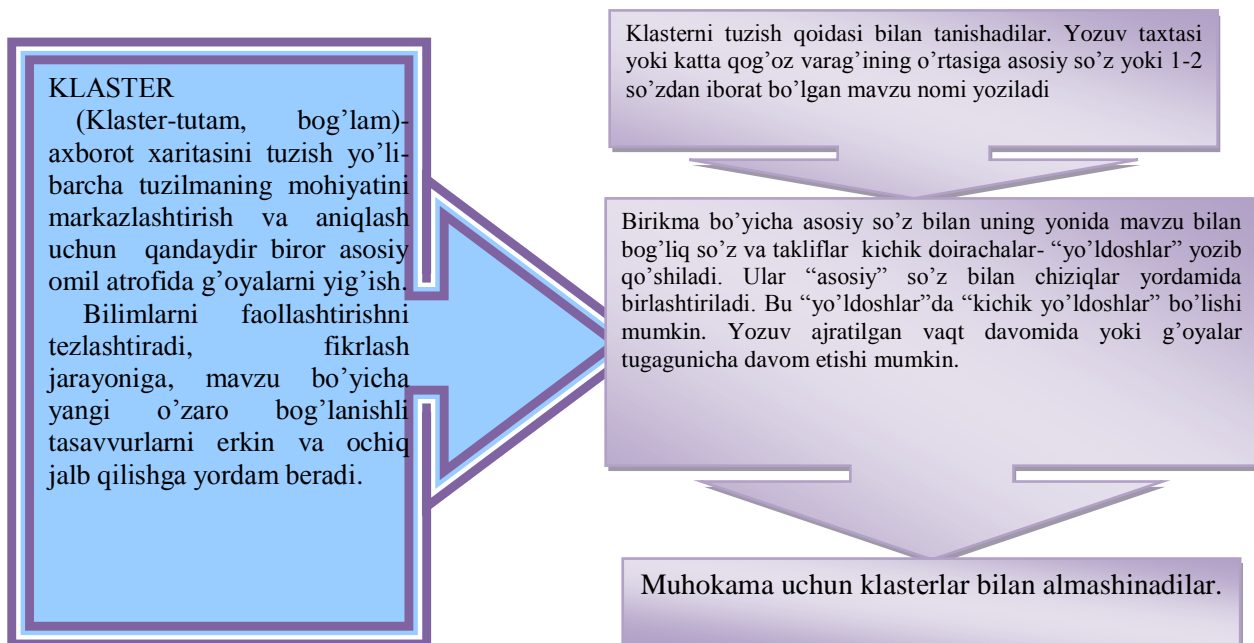 KLASTER
(Klaster-tutam, bog’lam)-
axborot xaritasini tuzish yo’li-
barcha tuzilmaning mohiyatini
markazlashtirish va aniqlash
uchun qandaydir biror asosiy
omil atrofida g’oyalarni yig’ish.
Bilimlarni faollashtirishni
tezlashtiradi, fikrlash
jarayoniga, mavzu bo’yicha
yangi o’zaro bog’lanishli
tasavvurlarni erkin va ochiq
jalb qilishga yordam beradi.
Klasterni tuzish qoidasi bilan tanishadilar. Yozuv taxtasi
yoki katta qog’oz varag’ining o’rtasiga asosiy so’z yoki 1-2
so’zdan iborat bo’lgan mavzu nomi yoziladi
Birikma bo’yicha asosiy so’z bilan uning yonida mavzu bilan
bog’liq so’z va takliflar kichik doirachalar- “yo’ldoshlar” yozib
qo’shiladi. Ular “asosiy” so’z bilan chiziqlar yordamida
birlashtiriladi. Bu “yo’ldoshlar”da “kichik yo’ldoshlar” bo’lishi
mumkin. Yozuv ajratilgan vaqt davomida yoki g’oyalar
tugagunicha davom etishi mumkin.
Muhokama uchun klasterlar bilan almashinadilar.